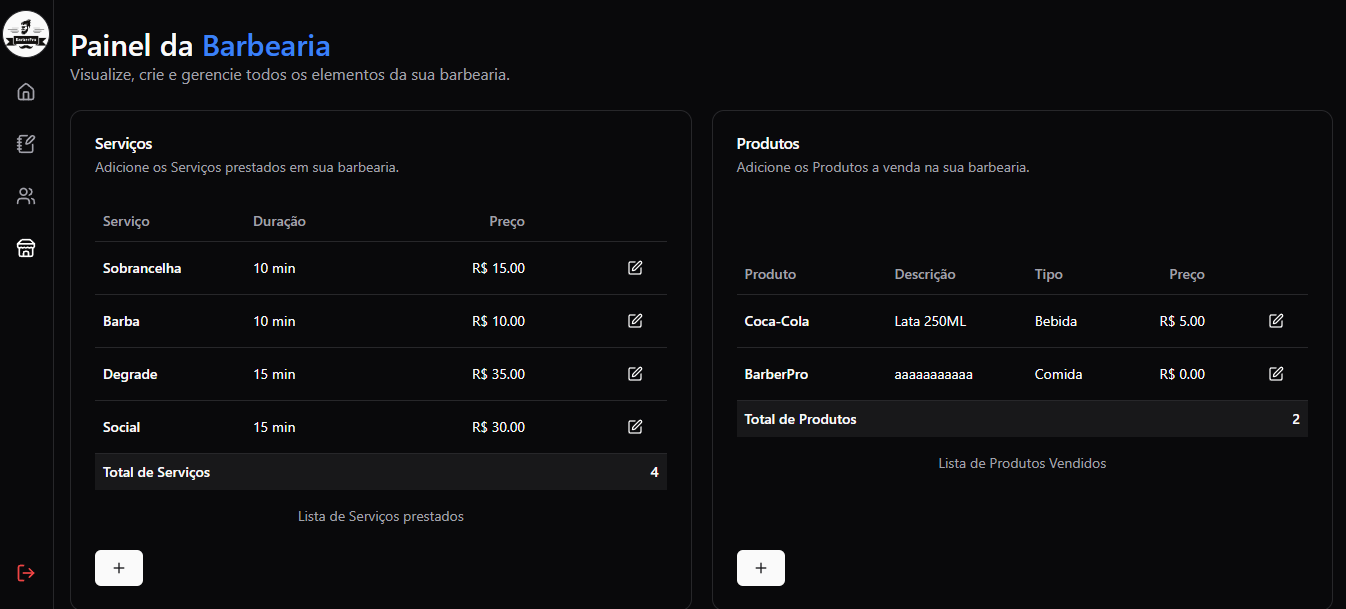 BarberPro
Painel da Barbearia
Visualize, crie e gerencie todos os elementos da sua barbearia.
Serviços
Adicione os Serviços prestados em sua barbearia.
Serviço Duração Preço
Sobrancelha 10 min R$ 15.00
Barba 10 min R$ 10.00
Degrade 15 min R$ 35.00
Social 15 min R$ 30.00
Total de Serviços 4
Lista de Serviços prestados
+
Produtos
Adicione os Produtos a venda na sua barbearia.
Produto Descrição Tipo Preço
Coca-Cola Lata 250ML Bebida R$ 5.00
BarberPro aaaaaaaaaaa Comida R$ 0.00
Total de Produtos 2
Lista de Produtos Vendidos
+